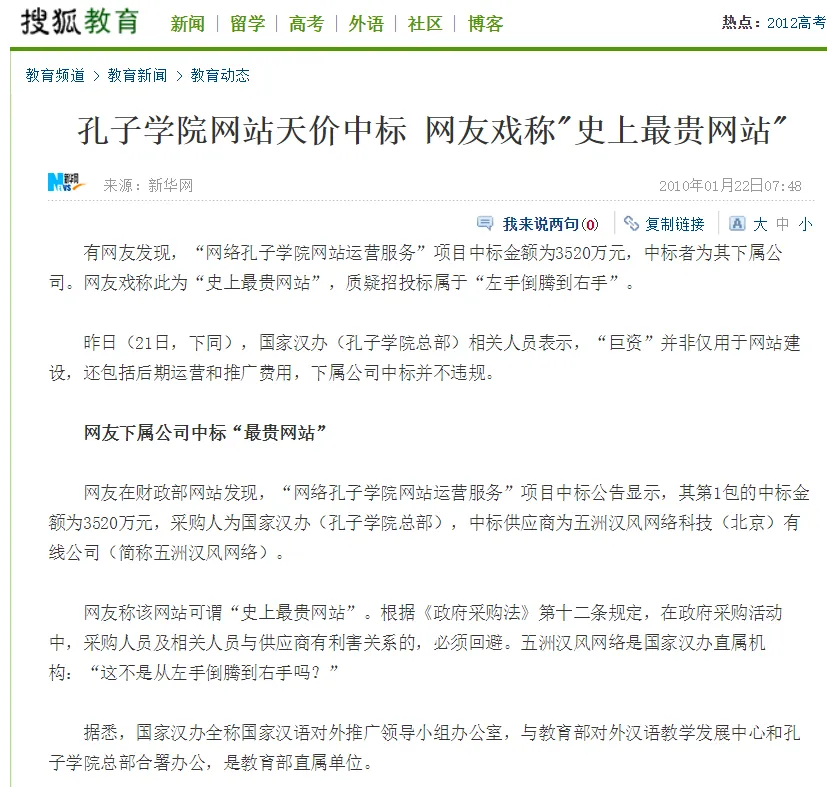 搜狐教育 新闻 | 留学 | 高考 | 外语 | 社区 | 博客 热点：2012高考
教育频道 > 教育新闻 > 教育动态
孔子学院网站天价中标 网友戏称"史上最贵网站"
NEWS 新华网 来源：新华网 2010年01月22日07:48
我来说两句(0) 复制链接 A 大 中 小
有网友发现，“网络孔子学院网站运营服务”项目中标金额为3520万元，中标者为其下属公
司。网友戏称此为“史上最贵网站”，质疑招投标属于“左手倒腾到右手”。
昨日（21日，下同），国家汉办（孔子学院总部）相关人员表示，“巨资”并非仅用于网站建
设，还包括后期运营和推广费用，下属公司中标并不违规。
网友下属公司中标“最贵网站”
网友在财政部网站发现，“网络孔子学院网站运营服务”项目中标公告显示，其第1包的中标金
额为3520万元，采购人为国家汉办（孔子学院总部），中标供应商为五洲汉风网络科技（北京）有
线公司（简称五洲汉风网络）。
网友称该网站可谓“史上最贵网站”。根据《政府采购法》第十二条规定，在政府采购活动
中，采购人员及相关人员与供应商有利害关系的，必须回避。五洲汉风网络是国家汉办直属机
构：“这不是从左手倒腾到右手吗？”
据悉，国家汉办全称国家汉语对外推广领导小组办公室，与教育部对外汉语教学发展中心和孔
子学院总部合署办公，是教育部直属单位。